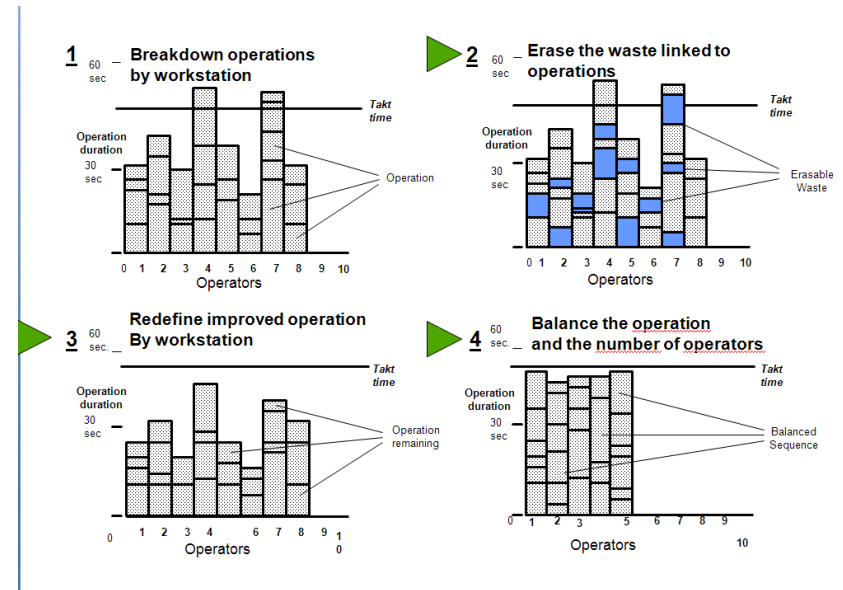 1
Breakdown operations
by workstation
60
sec
Takt
time
Operation
duration
30
sec
Operation
0 1 2 3 4 5 6 7 8 9 10
Operators
2
Erase the waste linked to
operations
60
sec
Takt
time
Operation
duration
30
sec
Erasable
Waste
0 1 2 3 4 5 6 7 8 9 10
Operators
3
Redefine improved operation
By workstation
60
sec.
Takt
time
Operation
duration
30
sec
Operation
remaining
0 1 2 3 4 6 7 8 9 1
0
Operators
4
Balance the operation
and the number of operators
60
sec.
Takt
time
Operation
duration
30
sec
Balanced
Sequence
0 1 2 3 5 6 7 8 9
10
Operators